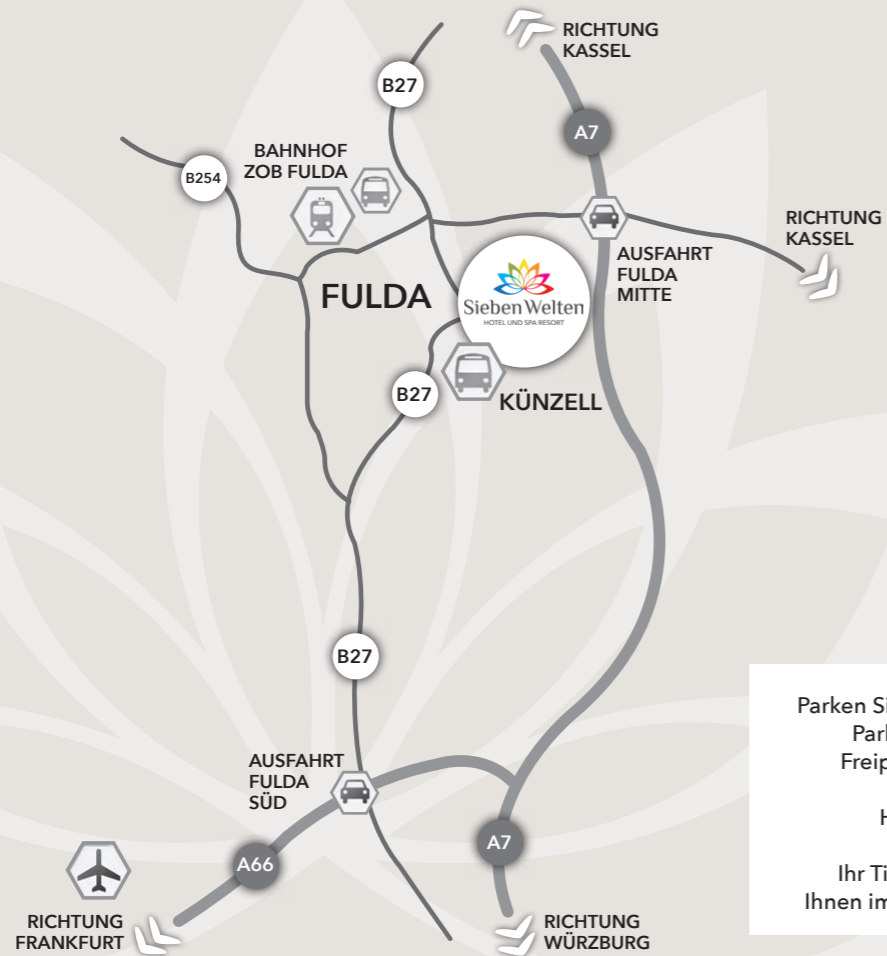 RICHTUNG
KASSEL
B27
A7
BAHNHOF
ZOB FULDA
B254
RICHTUNG
KASSEL
AUSFAHRT
FULDA
MITTE
FULDA
Sieben Welten
HOTEL UND SPA RESORT
B27
KÜNZELL
B27
Parken Si
Park
Freip
H
Ihr Ti
Ihnen im
AUSFAHRT
FULDA
SÜD
A7
A66
RICHTUNG
FRANKFURT
RICHTUNG
WÜRZBURG